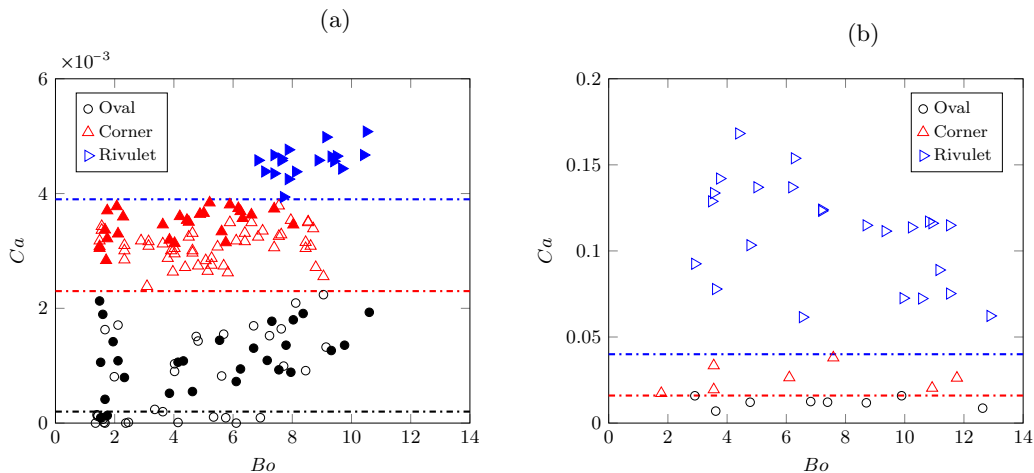 (a)
×10⁻³
6
4
2
0
Ca
0 2 4 6 8 10 12 14
Bo
Oval
Corner
Rivulet
(b)
0.2
0.15
0.1
0.05
0
Ca
0 2 4 6 8 10 12 14
Bo
Oval
Corner
Rivulet